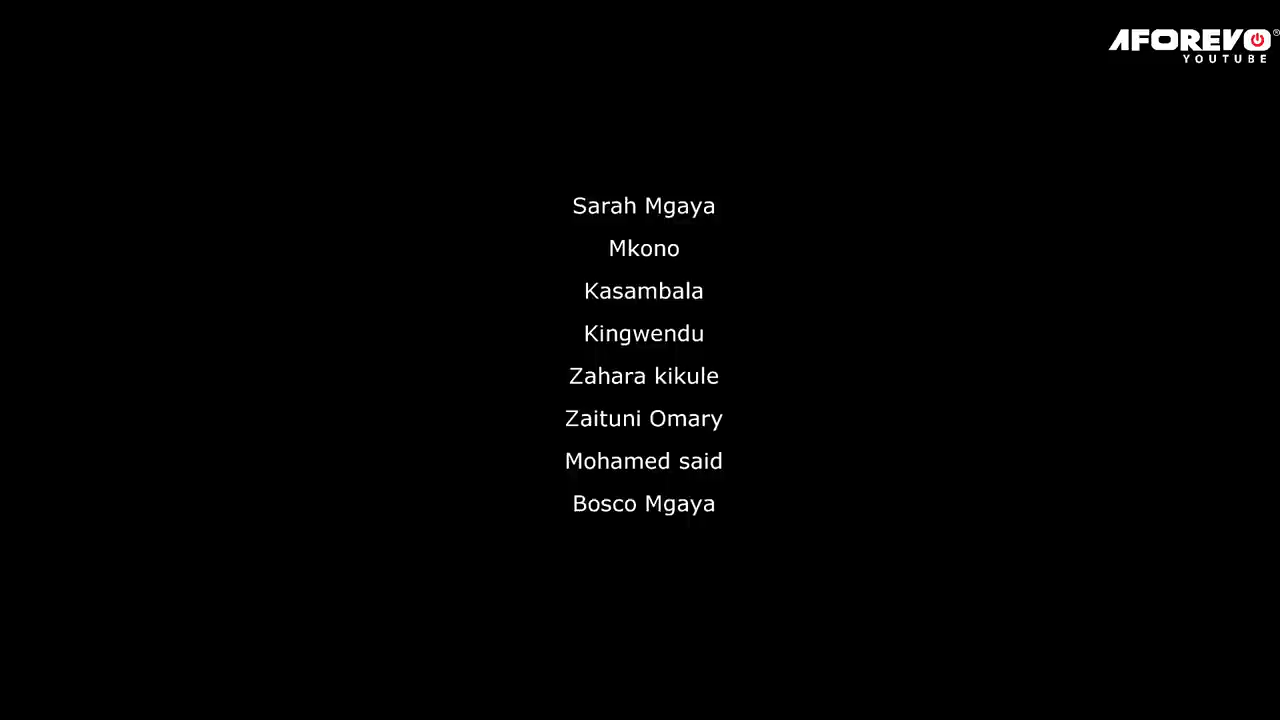 AFOREVO®
YOUTUBE
Sarah Mgaya
Mkono
Kasambala
Kingwendu
Zahara kikule
Zaituni Omary
Mohamed said
Bosco Mgaya